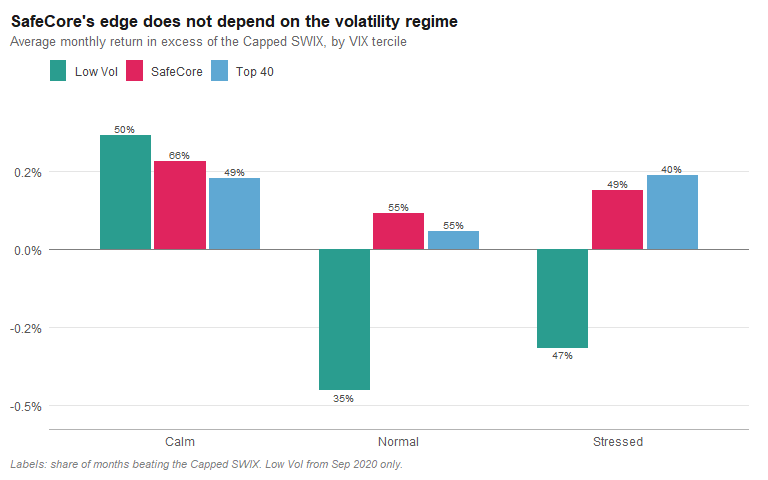 SafeCore's edge does not depend on the volatility regime
Average monthly return in excess of the Capped SWIX, by VIX tercile
Low Vol SafeCore Top 40
50%
66%
49%
0.2%
55%
55%
49%
40%
0.0%
-0.2%
35%
47%
-0.5%
Calm Normal Stressed
Labels: share of months beating the Capped SWIX. Low Vol from Sep 2020 only.